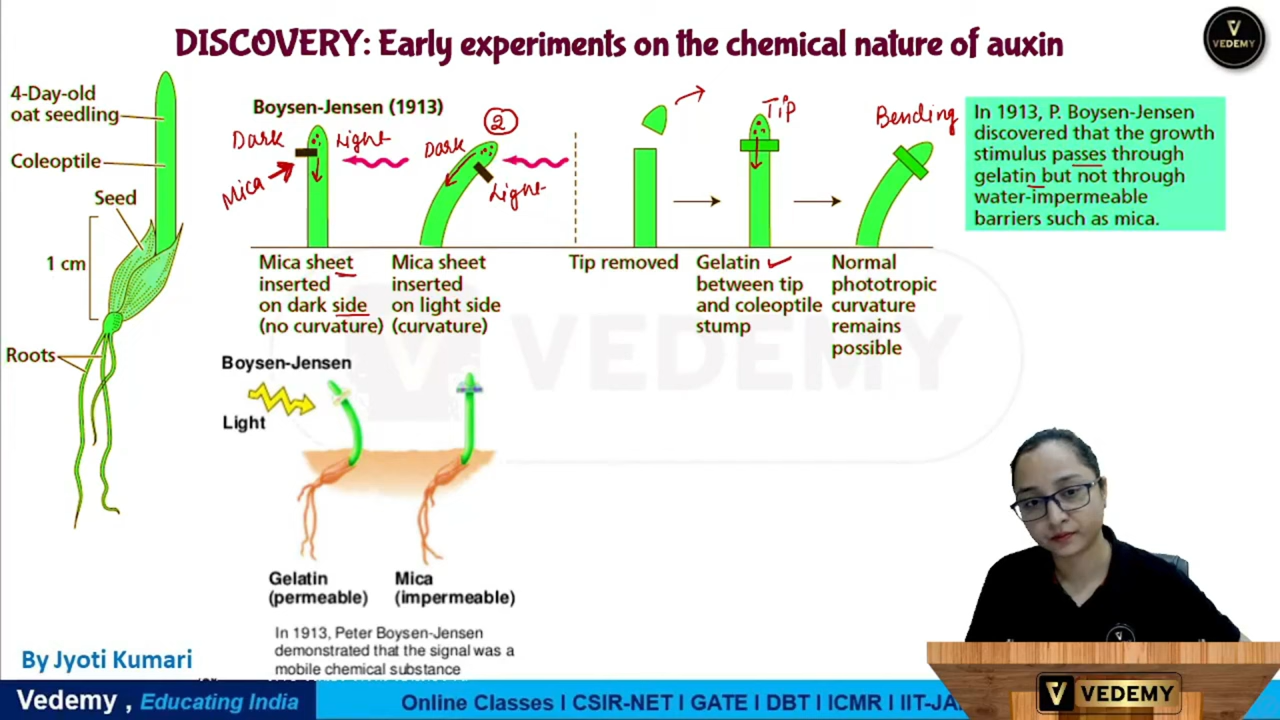 DISCOVERY: Early experiments on the chemical nature of auxin
V
VEDEMY
4-Day-old
oat seedling
Coleoptile
Seed
1 cm
Roots
Boysen-Jensen (1913)
Dark
Mica
Dark
2
Tip
Bending
Mica sheet
inserted
on dark side
(no curvature)
Mica sheet
inserted
on light side
(curvature)
Tip removed
Gelatin
between tip
and coleoptile
stump
Normal
phototropic
curvature
remains
possible
In 1913, P. Boysen-Jensen
discovered that the growth
stimulus passes through
gelatin but not through
water-impermeable
barriers such as mica.
VEDEMY
Boysen-Jensen
Light
Gelatin
(permeable)
Mica
(impermeable)
In 1913, Peter Boysen-Jensen
demonstrated that the signal was a
mobile chemical substance
By Jyoti Kumari
Vedemy , Educating India
Online Classes I CSIR-NET I GATE I DBT I ICMR I IIT-JA
V VEDEMY